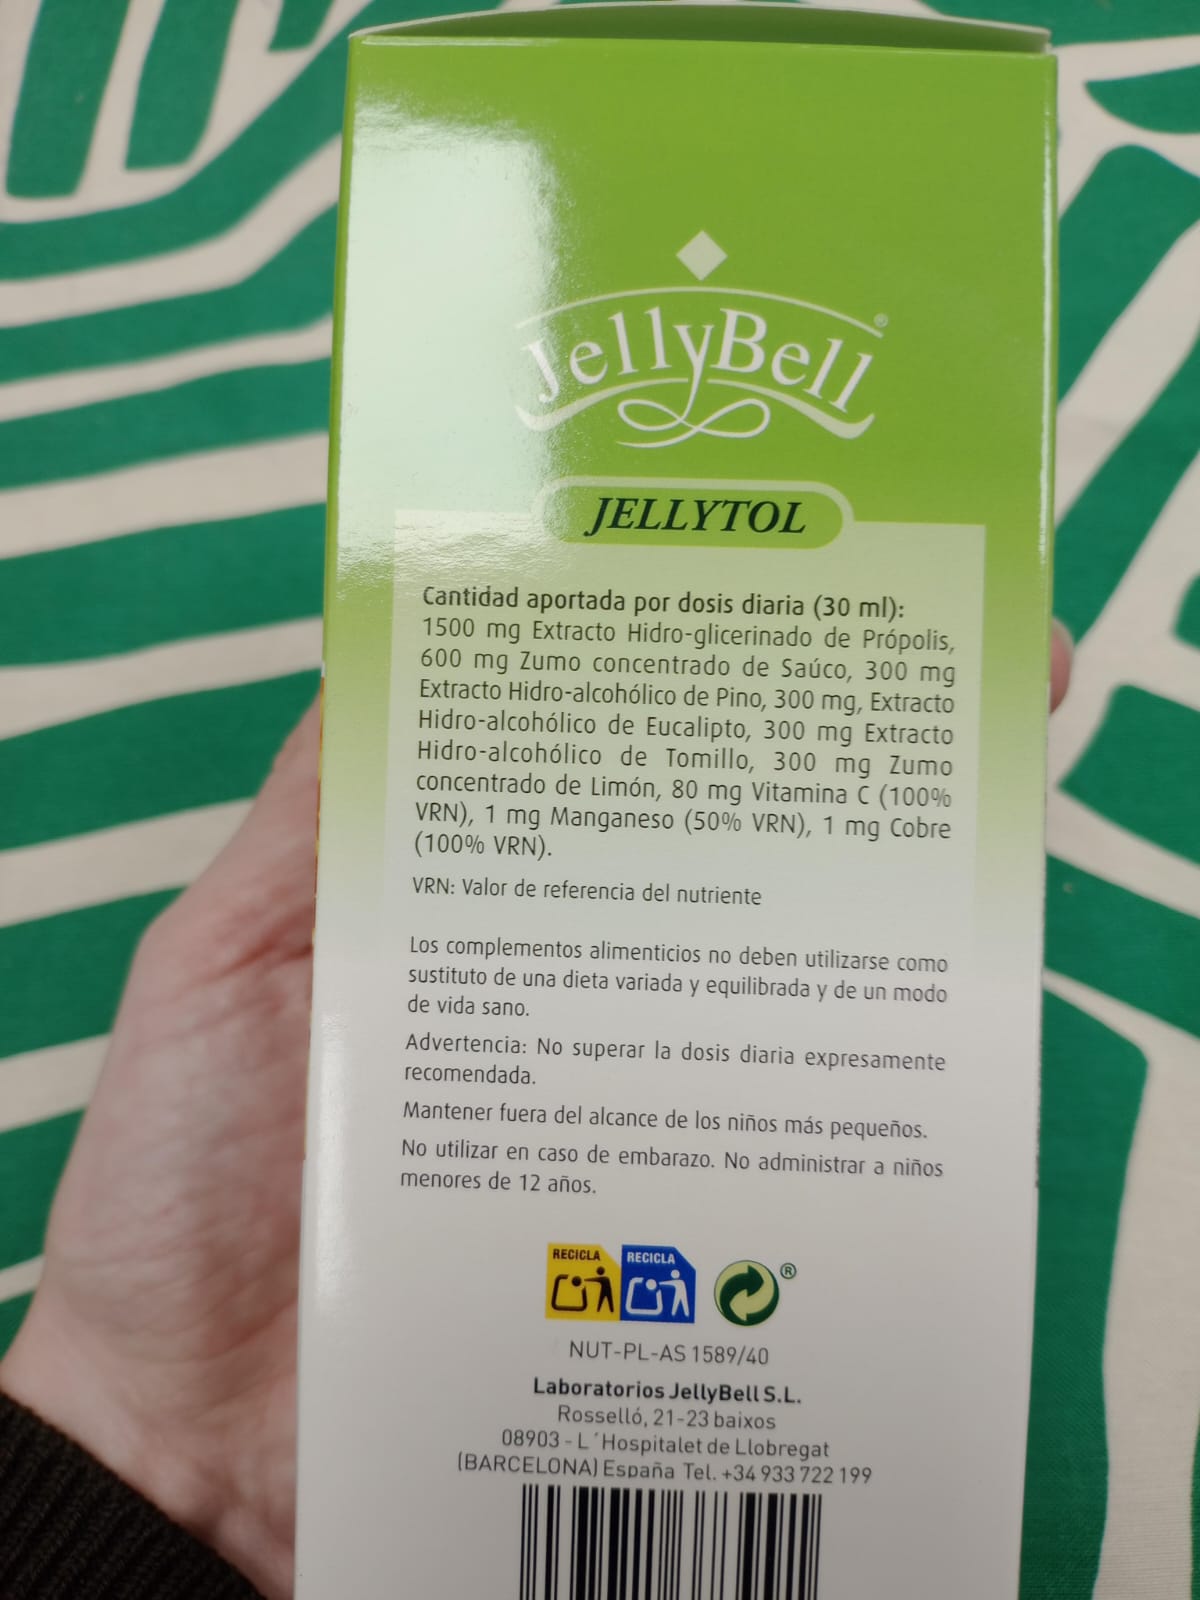 JellyBell®
JELLYTOL
Cantidad aportada por dosis diaria (30 ml):
1500 mg Extracto Hidro-glicerinado de Própolis,
600 mg Zumo concentrado de Saúco, 300 mg
Extracto Hidro-alcohólico de Pino, 300 mg, Extracto
Hidro-alcohólico de Eucalipto, 300 mg Extracto
Hidro-alcohólico de Tomillo, 300 mg Zumo
concentrado de Limón, 80 mg Vitamina C (100%
VRN), 1 mg Manganeso (50% VRN), 1 mg Cobre
(100% VRN).
VRN: Valor de referencia del nutriente
Los complementos alimenticios no deben utilizarse como
sustituto de una dieta variada y equilibrada y de un modo
de vida sano.
Advertencia: No superar la dosis diaria expresamente
recomendada.
Mantener fuera del alcance de los niños más pequeños.
No utilizar en caso de embarazo. No administrar a niños
menores de 12 años.
RECICLA RECICLA ®
NUT-PL-AS 1589/40
Laboratorios JellyBell S.L.
Rosselló, 21-23 baixos
08903 - L´Hospitalet de Llobregat
(BARCELONA) España Tel. +34 933 722 199